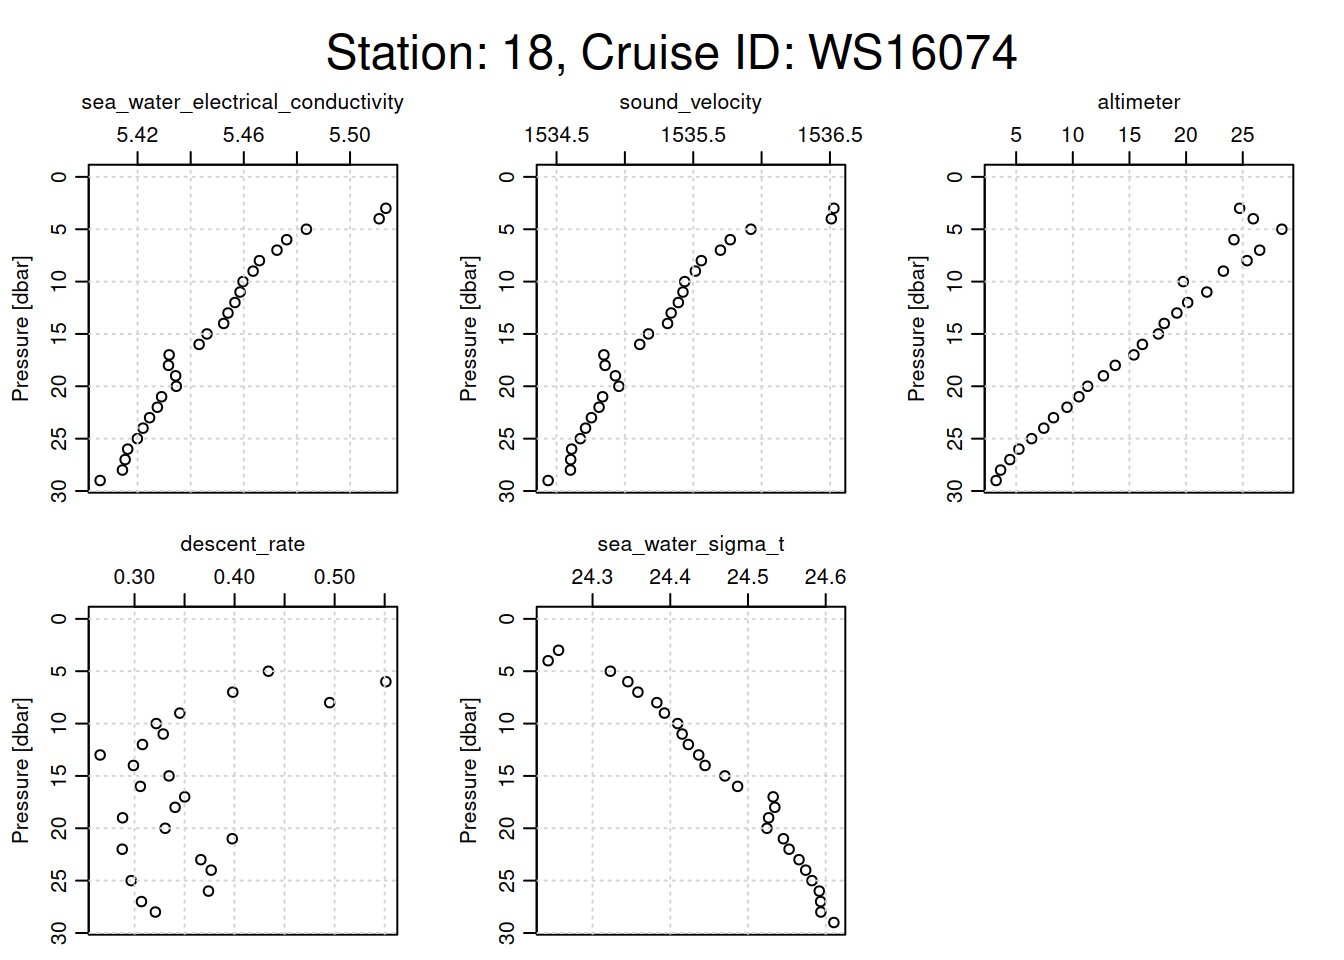 Station: 18, Cruise ID: WS16074
sea_water_electrical_conductivity
5.42 5.46 5.50
Pressure [dbar]
0 5 10 15 20 25 30
sound_velocity
1534.5 1535.5 1536.5
Pressure [dbar]
0 5 10 15 20 25 30
altimeter
5 10 15 20 25
Pressure [dbar]
0 5 10 15 20 25 30
descent_rate
0.30 0.40 0.50
Pressure [dbar]
0 5 10 15 20 25 30
sea_water_sigma_t
24.3 24.4 24.5 24.6
Pressure [dbar]
0 5 10 15 20 25 30